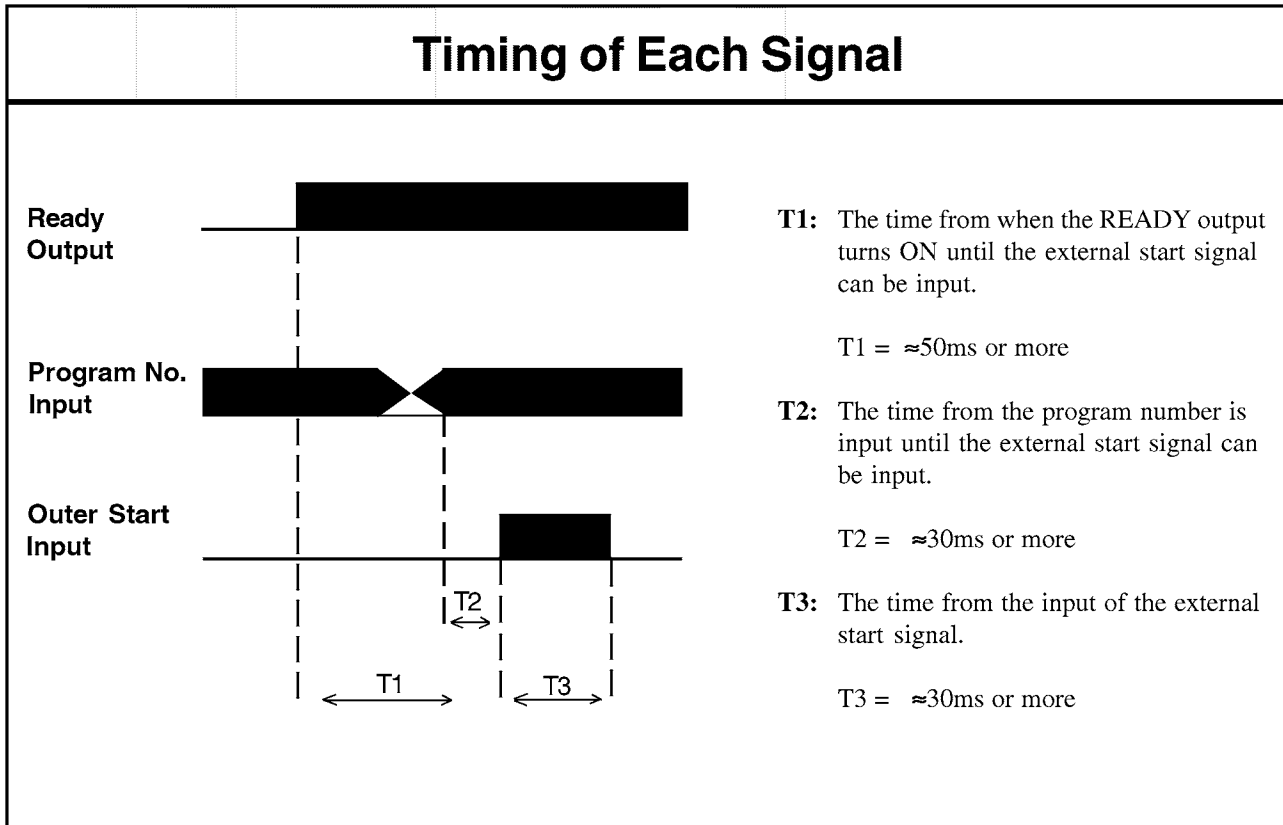 Timing of Each Signal
Ready
Output
Program No.
Input
Outer Start
Input
T2
T1
T3
T1: The time from when the READY output
turns ON until the external start signal
can be input.
T1 = ≈50ms or more
T2: The time from the program number is
input until the external start signal can
be input.
T2 = ≈30ms or more
T3: The time from the input of the external
start signal.
T3 = ≈30ms or more